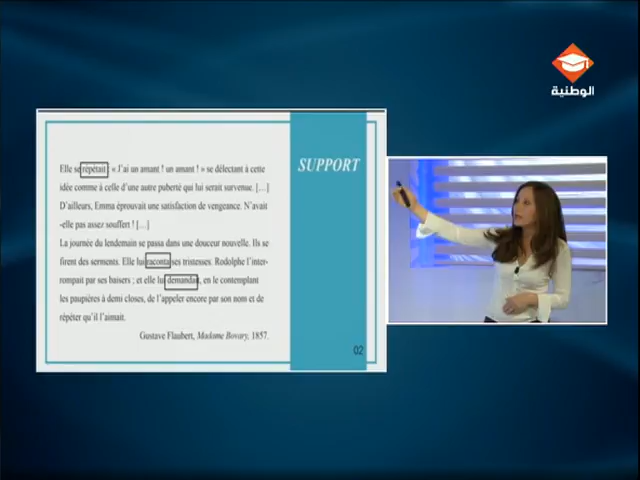 الوطنية
SUPPORT
Elle se répétait : « J'ai un amant ! un amant ! » se délectant à cette
idée comme à celle d'une autre puberté qui lui serait survenue. [...]
D'ailleurs, Emma éprouvait une satisfaction de vengeance. N'avait
-elle pas assez souffert ! [...]
La journée du lendemain se passa dans une douceur nouvelle. Ils se
firent des serments. Elle lui raconta ses tristesses. Rodolphe l'inter-
rompait par ses baisers ; et elle lui demandait, en le contemplant
les paupières à demi closes, de l'appeler encore par son nom et de
répéter qu'il l'aimait.
Gustave Flaubert, Madame Bovary, 1857.
02